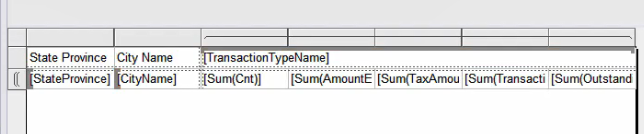 State Province City Name [TransactionTypeName]
[StateProvince] [CityName] [Sum(Cnt)] [Sum(AmountE [Sum(TaxAmou [Sum(Transacti [Sum(Outstand